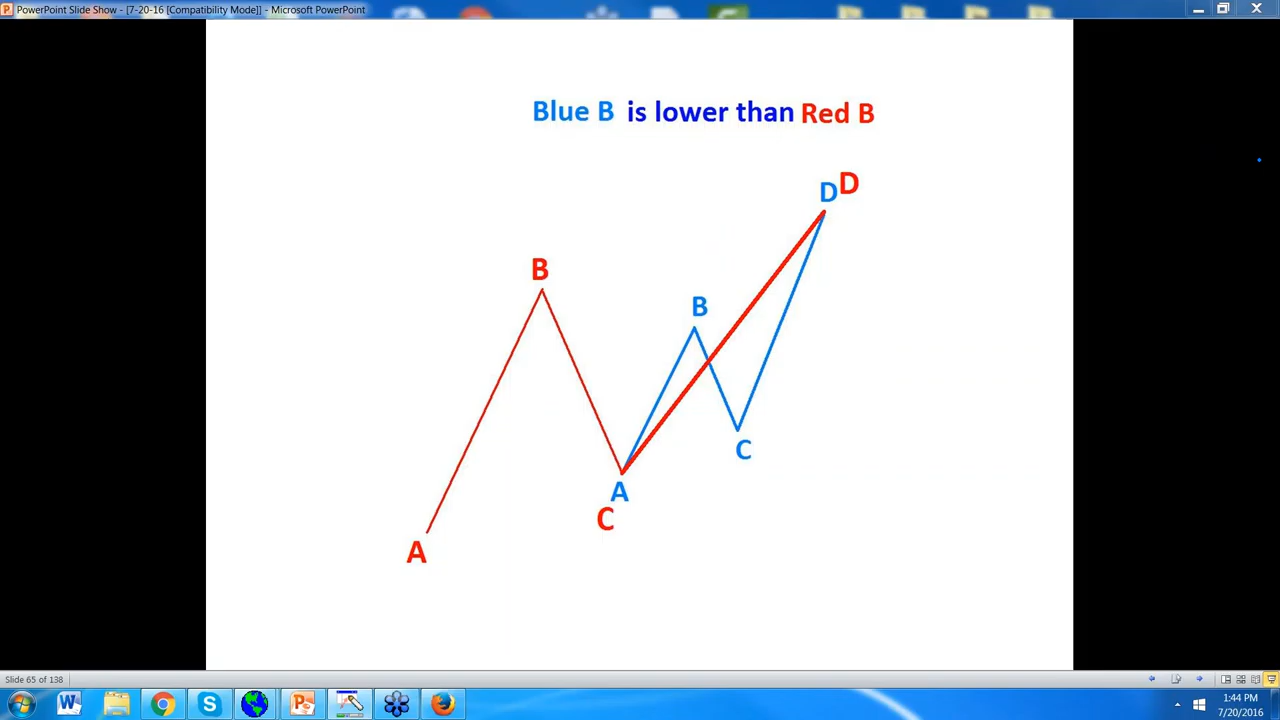 PowerPoint Slide Show - [7-20-16 [Compatibility Mode]] - Microsoft PowerPoint
Blue B is lower than Red B
D D
B
B
C
A
C
A
Slide 65 of 138
1:44 PM
7/20/2016